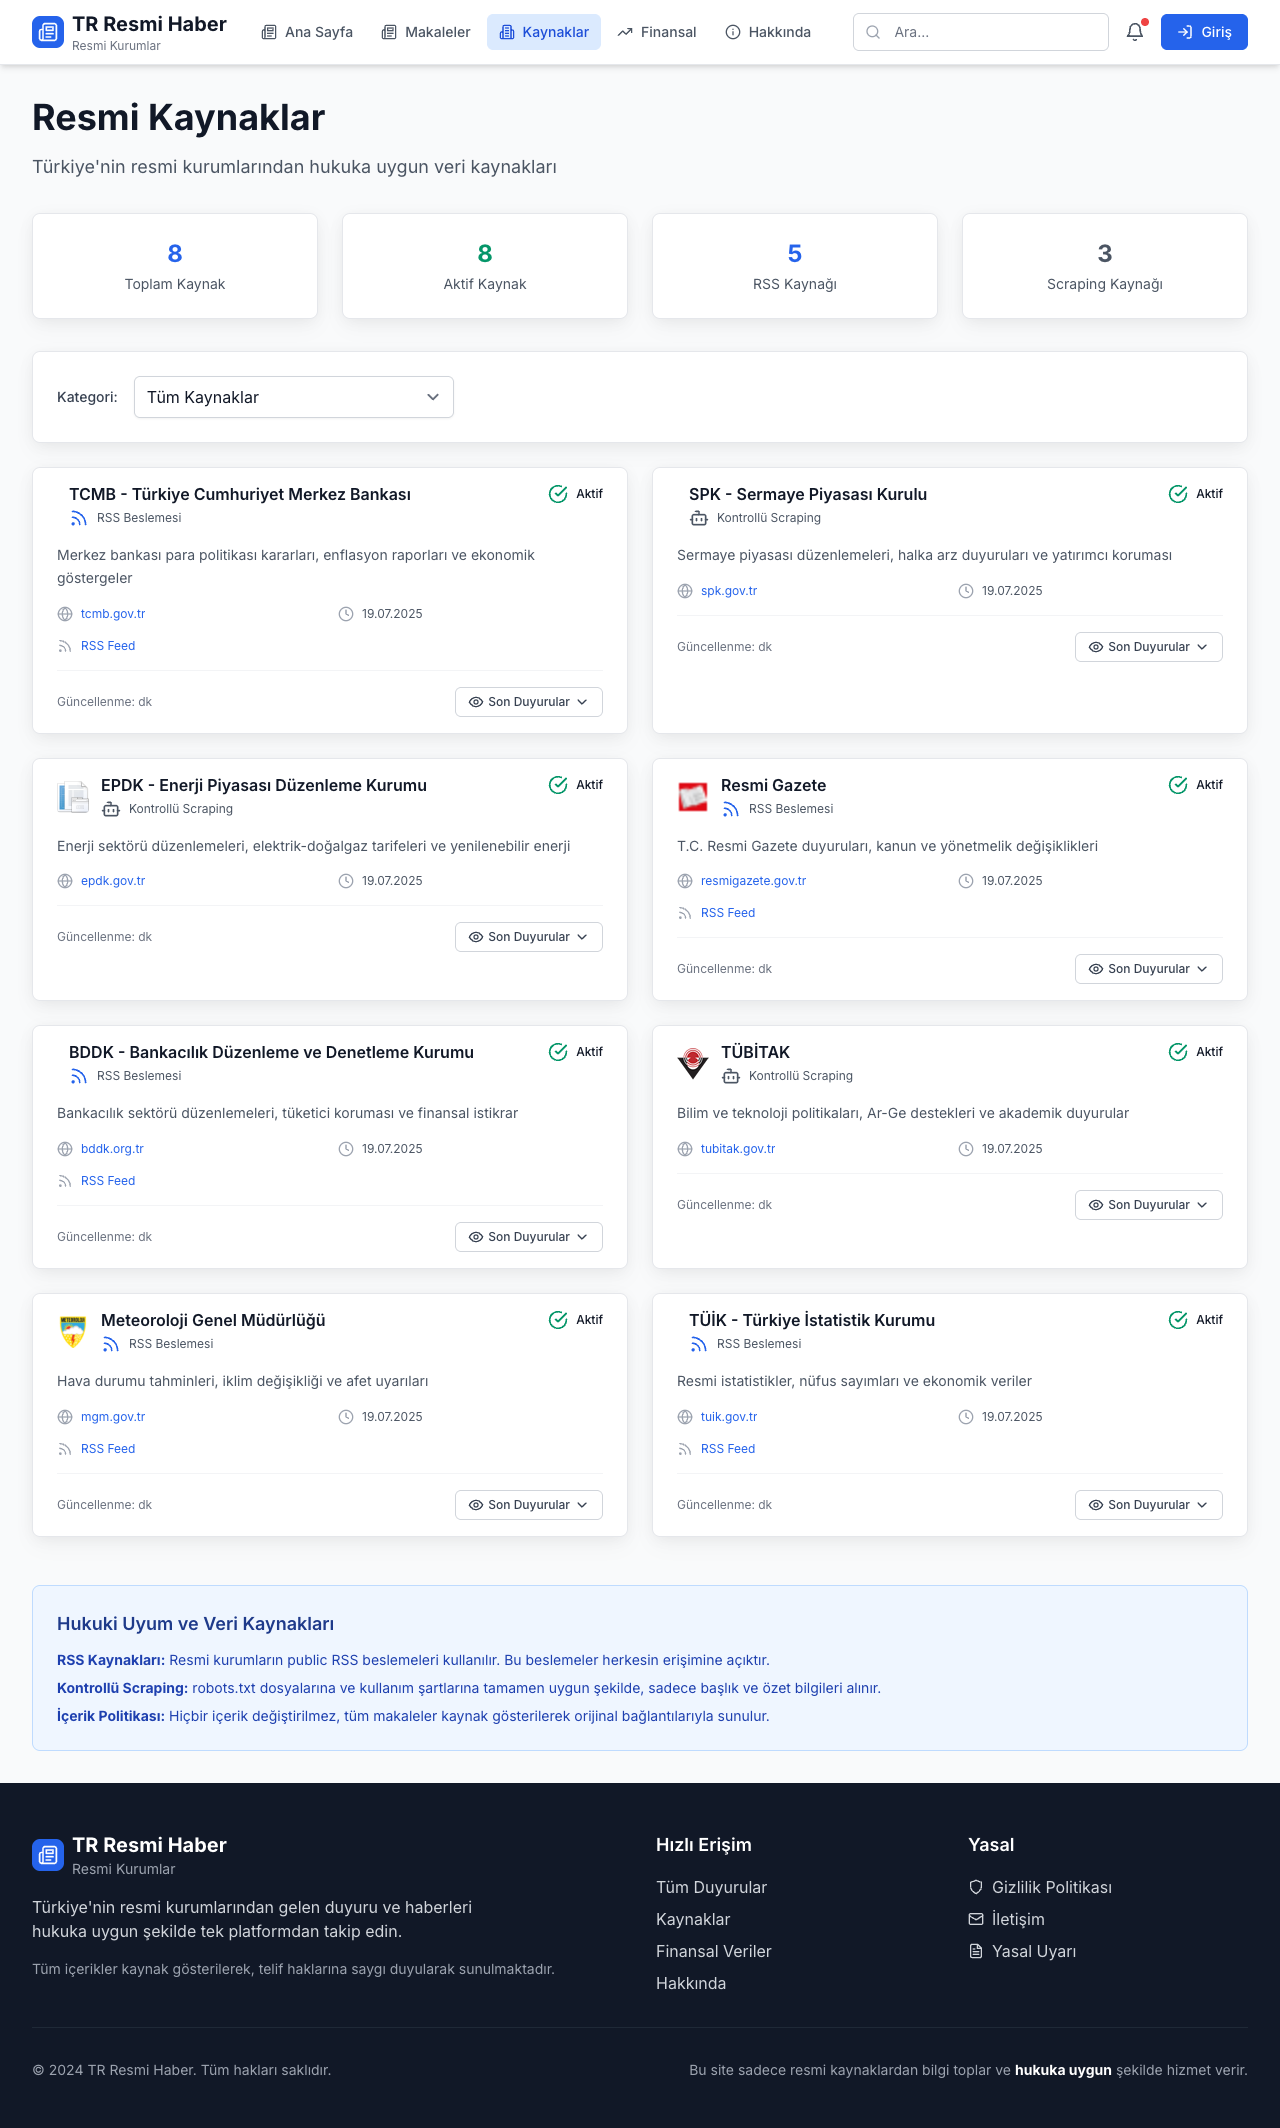 TR Resmi Haber
Resmi Kurumlar
Ana Sayfa
Makaleler
Kaynaklar
Finansal
Hakkında
Ara...
Giriş
Resmi Kaynaklar
Türkiye'nin resmi kurumlarından hukuka uygun veri kaynakları
8
Toplam Kaynak
8
Aktif Kaynak
5
RSS Kaynağı
3
Scraping Kaynağı
Kategori:
Tüm Kaynaklar
TCMB - Türkiye Cumhuriyet Merkez Bankası
Aktif
RSS Beslemesi
Merkez bankası para politikası kararları, enflasyon raporları ve ekonomik
göstergeler
tcmb.gov.tr
19.07.2025
RSS Feed
Güncellenme: dk
Son Duyurular
SPK - Sermaye Piyasası Kurulu
Aktif
Kontrollü Scraping
Sermaye piyasası düzenlemeleri, halka arz duyuruları ve yatırımcı koruması
spk.gov.tr
19.07.2025
Güncellenme: dk
Son Duyurular
EPDK - Enerji Piyasası Düzenleme Kurumu
Aktif
Kontrollü Scraping
Enerji sektörü düzenlemeleri, elektrik-doğalgaz tarifeleri ve yenilenebilir enerji
epdk.gov.tr
19.07.2025
Güncellenme: dk
Son Duyurular
Resmi Gazete
Aktif
RSS Beslemesi
T.C. Resmi Gazete duyuruları, kanun ve yönetmelik değişiklikleri
resmigazete.gov.tr
19.07.2025
RSS Feed
Güncellenme: dk
Son Duyurular
BDDK - Bankacılık Düzenleme ve Denetleme Kurumu
Aktif
RSS Beslemesi
Bankacılık sektörü düzenlemeleri, tüketici koruması ve finansal istikrar
bddk.org.tr
19.07.2025
RSS Feed
Güncellenme: dk
Son Duyurular
TÜBİTAK
Aktif
Kontrollü Scraping
Bilim ve teknoloji politikaları, Ar-Ge destekleri ve akademik duyurular
tubitak.gov.tr
19.07.2025
Güncellenme: dk
Son Duyurular
Meteoroloji Genel Müdürlüğü
Aktif
RSS Beslemesi
Hava durumu tahminleri, iklim değişikliği ve afet uyarıları
mgm.gov.tr
19.07.2025
RSS Feed
Güncellenme: dk
Son Duyurular
TÜİK - Türkiye İstatistik Kurumu
Aktif
RSS Beslemesi
Resmi istatistikler, nüfus sayımları ve ekonomik veriler
tuik.gov.tr
19.07.2025
RSS Feed
Güncellenme: dk
Son Duyurular
Hukuki Uyum ve Veri Kaynakları
RSS Kaynakları: Resmi kurumların public RSS beslemeleri kullanılır. Bu beslemeler herkesin erişimine açıktır.
Kontrollü Scraping: robots.txt dosyalarına ve kullanım şartlarına tamamen uygun şekilde, sadece başlık ve özet bilgileri alınır.
İçerik Politikası: Hiçbir içerik değiştirilmez, tüm makaleler kaynak gösterilerek orijinal bağlantılarıyla sunulur.
TR Resmi Haber
Resmi Kurumlar
Türkiye'nin resmi kurumlarından gelen duyuru ve haberleri
hukuka uygun şekilde tek platformdan takip edin.
Tüm içerikler kaynak gösterilerek, telif haklarına saygı duyularak sunulmaktadır.
Hızlı Erişim
Tüm Duyurular
Kaynaklar
Finansal Veriler
Hakkında
Yasal
Gizlilik Politikası
İletişim
Yasal Uyarı
© 2024 TR Resmi Haber. Tüm hakları saklıdır.
Bu site sadece resmi kaynaklardan bilgi toplar ve hukuka uygun şekilde hizmet verir.